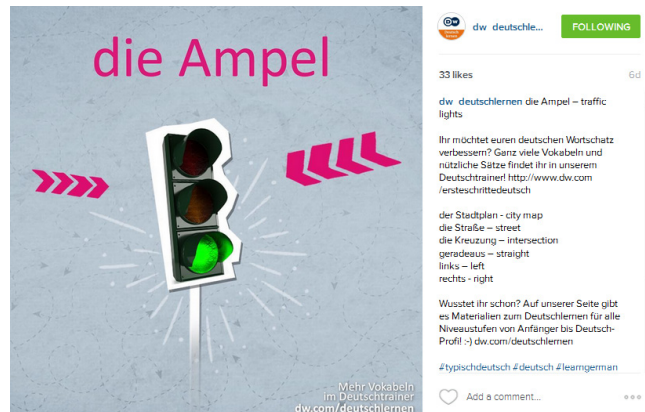 die Ampel
Mehr Vokabeln
im Deutschtrainer
dw.com/deutschlernen
dw deutschle...
FOLLOWING
33 likes
6d
dw deutschlernen die Ampel – traffic
lights
Ihr möchtet euren deutschen Wortschatz
verbessern? Ganz viele Vokabeln und
nützliche Sätze findet ihr in unserem
Deutschtrainer! http://www.dw.com
/ersteschrittedeutsch
der Stadtplan - city map
die Straße – street
die Kreuzung – intersection
geradeaus – straight
links – left
rechts - right
Wusstet ihr schon? Auf unserer Seite gibt
es Materialien zum Deutschlernen für alle
Niveaustufen von Anfänger bis Deutsch-
Profi! :-) dw.com/deutschlernen
#typischdeutsch #deutsch #learngerman
Add a comment...